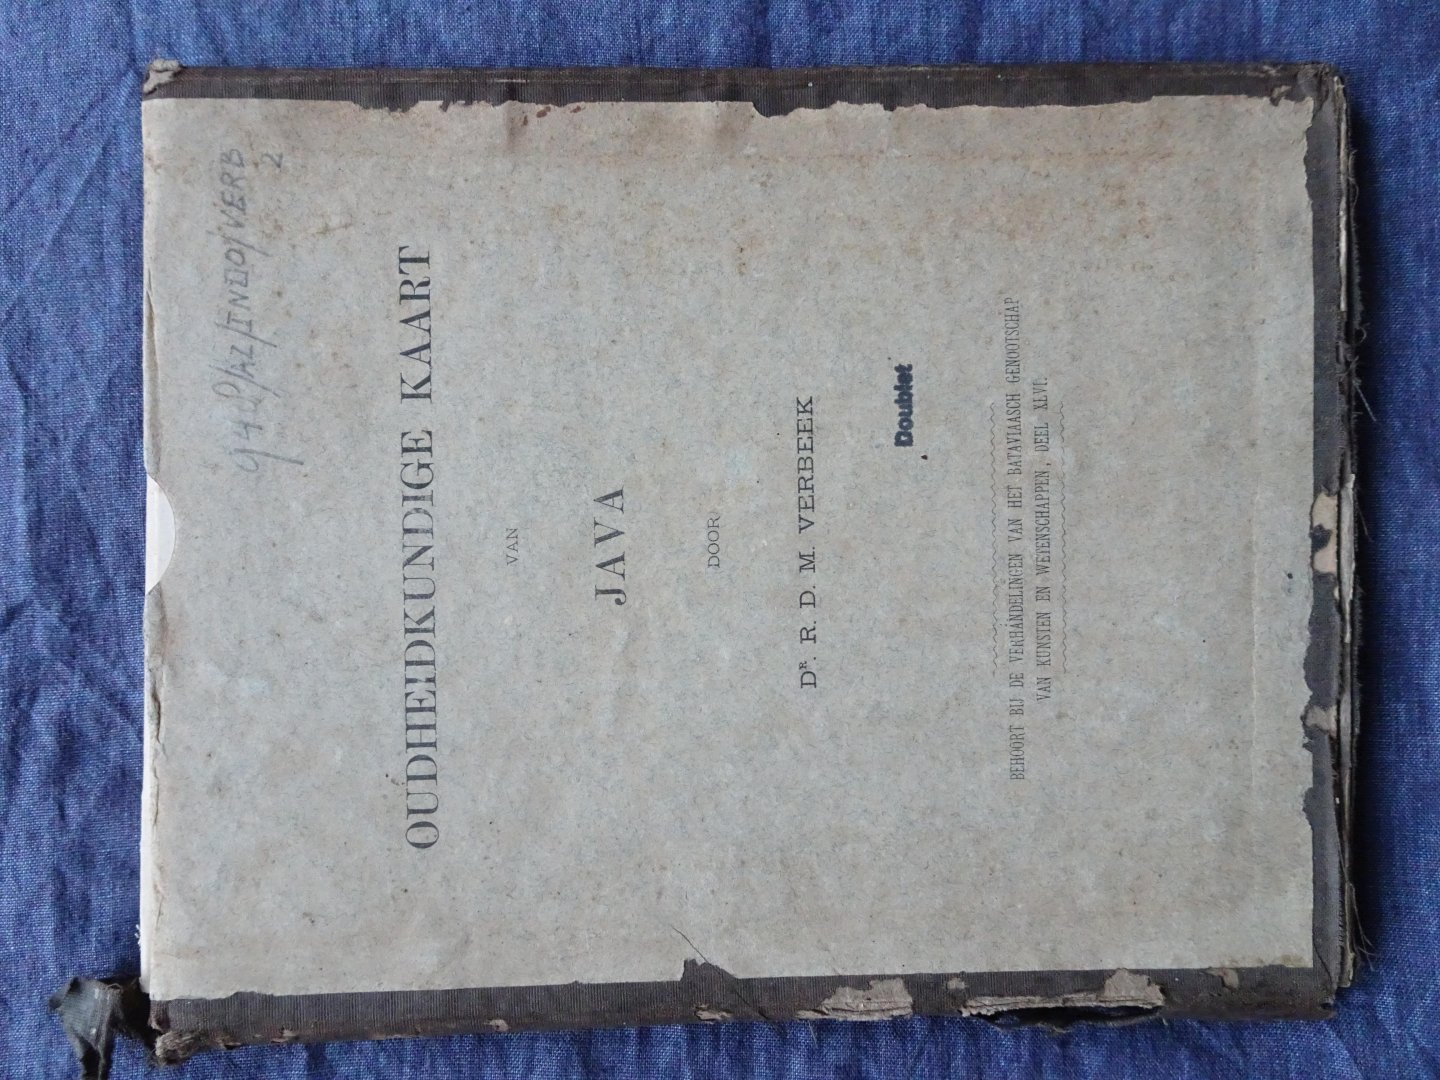 OUDHEIDKUNDIGE KAART
VAN
JAVA
DOOR
Dᴿ. R. D. M. VERBEEK
Doublet
BEHOORT BIJ DE VERHANDELINGEN VAN HET BATAVIAASCH GENOOTSCHAP
VAN KUNSTEN EN WETENSCHAPPEN, DEEL XLVI.